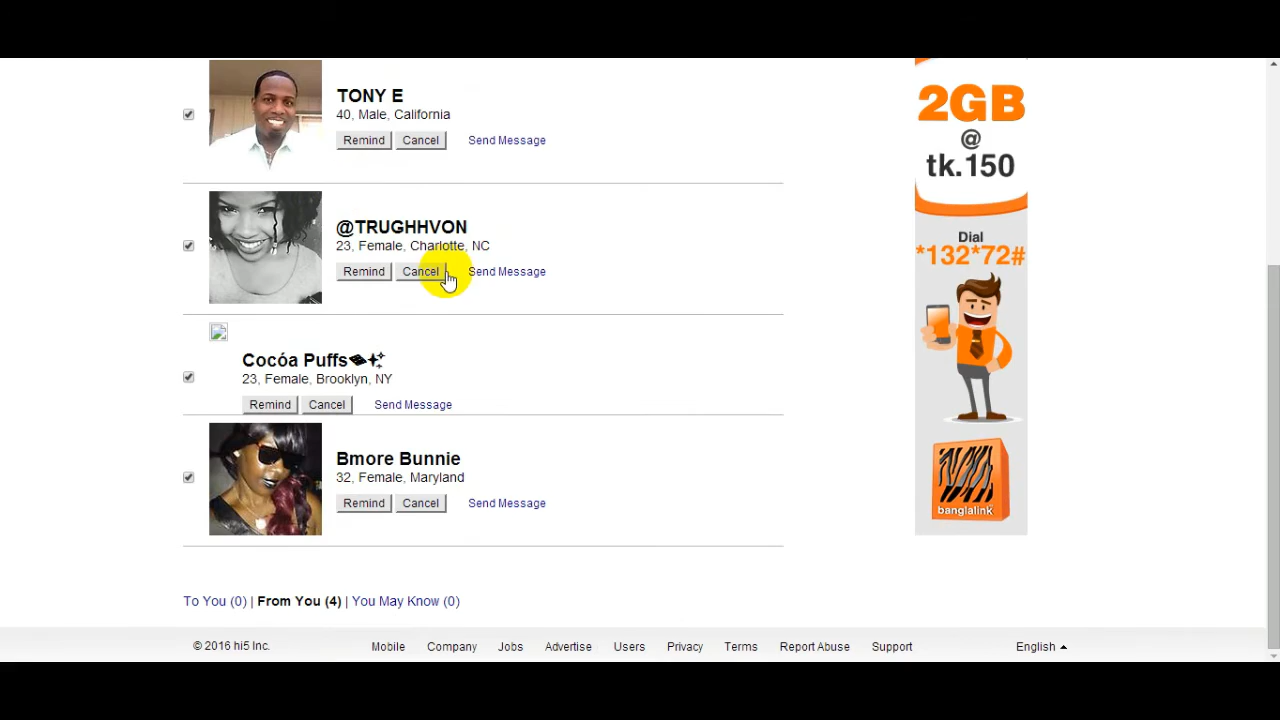 TONY E
40, Male, California
Remind Cancel Send Message
@TRUGHHVON
23, Female, Charlotte, NC
Remind Cancel Send Message
Cocóa Puffs
23, Female, Brooklyn, NY
Remind Cancel Send Message
Bmore Bunnie
32, Female, Maryland
Remind Cancel Send Message
To You (0) | From You (4) | You May Know (0)
© 2016 hi5 Inc. Mobile Company Jobs Advertise Users Privacy Terms Report Abuse Support English
2GB
@
tk.150
Dial
*132*72#
banglalink